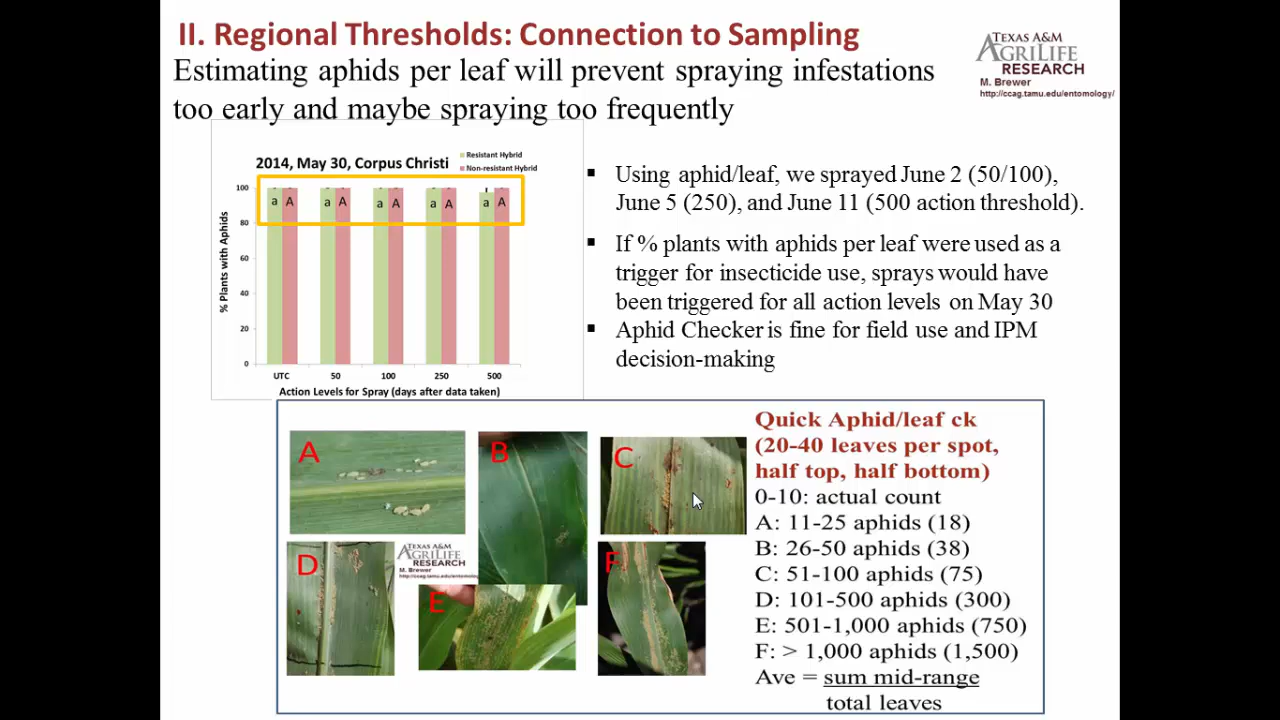 II. Regional Thresholds: Connection to Sampling
Estimating aphids per leaf will prevent spraying infestations
too early and maybe spraying too frequently
TEXAS A&M
AGRILIFE
RESEARCH
M. Brewer
http://ccag.tamu.edu/entomology/
2014, May 30, Corpus Christi
Resistant Hybrid
Non-resistant Hybrid
% Plants with Aphids
100
80
60
40
20
0
a A a A a A a A a A
UTC 50 100 250 500
Action Levels for Spray (days after data taken)
▪ Using aphid/leaf, we sprayed June 2 (50/100),
June 5 (250), and June 11 (500 action threshold).
▪ If % plants with aphids per leaf were used as a
trigger for insecticide use, sprays would have
been triggered for all action levels on May 30
▪ Aphid Checker is fine for field use and IPM
decision-making
A
B
C
D
TEXAS A&M
AGRILIFE
RESEARCH
M. Brewer
http://ccag.tamu.edu/entomology
E
F
Quick Aphid/leaf ck
(20-40 leaves per spot,
half top, half bottom)
0-10: actual count
A: 11-25 aphids (18)
B: 26-50 aphids (38)
C: 51-100 aphids (75)
D: 101-500 aphids (300)
E: 501-1,000 aphids (750)
F: > 1,000 aphids (1,500)
Ave = sum mid-range
total leaves